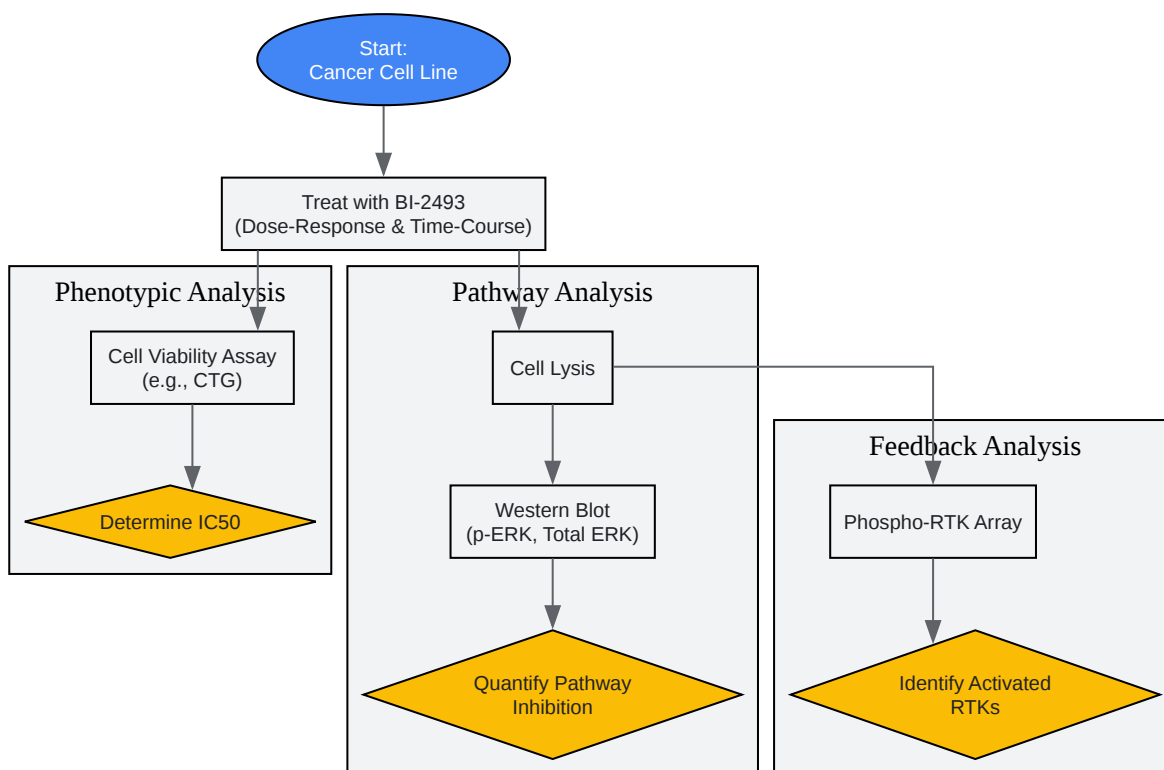 Start:
Cancer Cell Line
Treat with BI-2493
(Dose-Response & Time-Course)
Phenotypic Analysis
Cell Viability Assay
(e.g., CTG)
Determine IC50
Pathway Analysis
Cell Lysis
Western Blot
(p-ERK, Total ERK)
Quantify Pathway
Inhibition
Feedback Analysis
Phospho-RTK Array
Identify Activated
RTKs